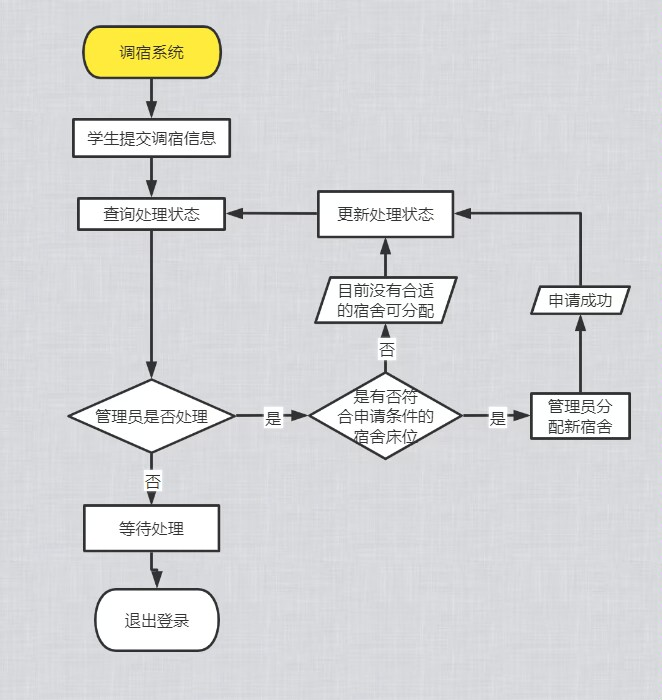 调宿系统
学生提交调宿信息
查询处理状态
更新处理状态
目前没有合适
的宿舍可分配
申请成功
否
管理员是否处理
是
是有否符
合申请条件的
宿舍床位
是
管理员分
配新宿舍
否
等待处理
退出登录